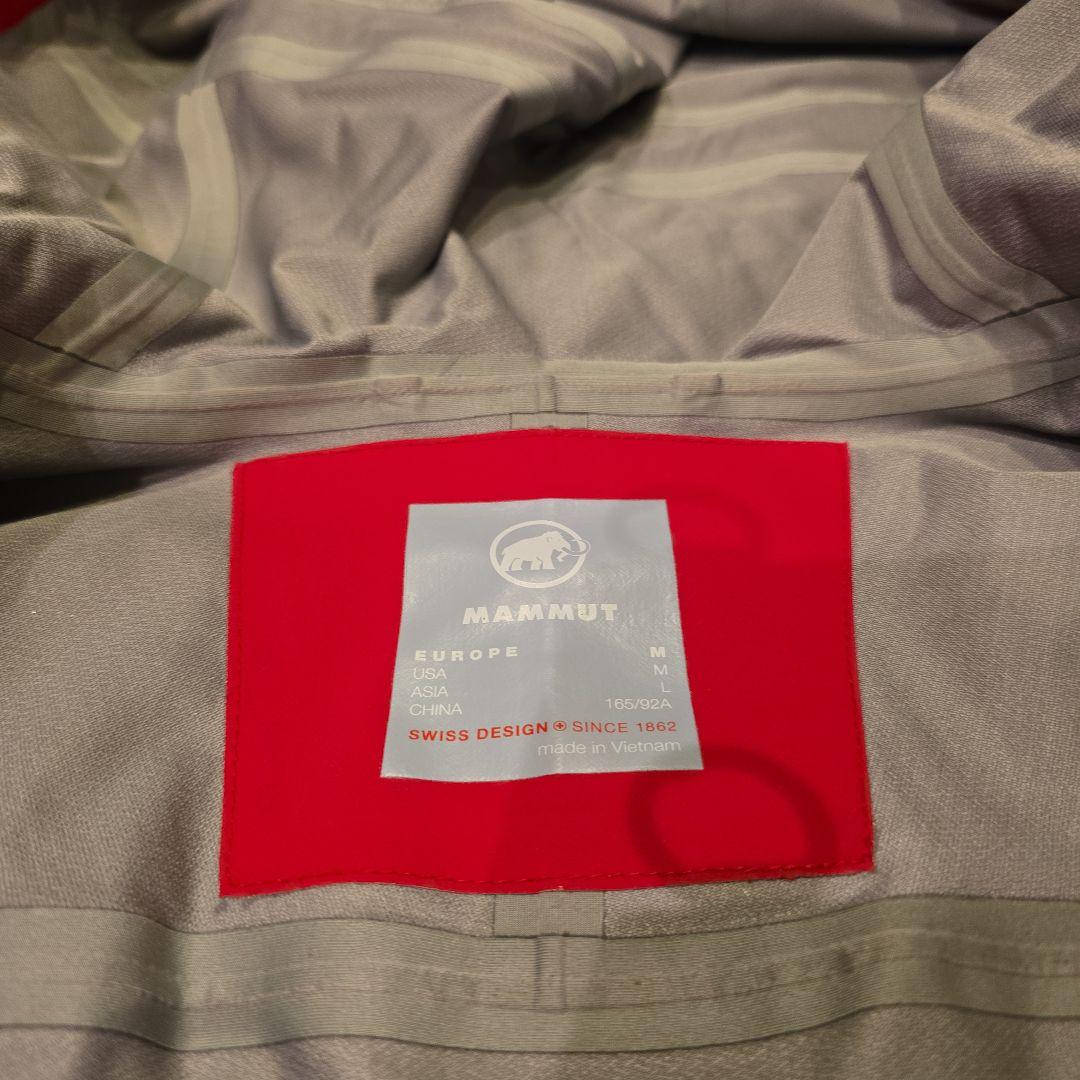 MAMMUT
EUROPE M
USA M
ASIA L
CHINA 165/92A
SWISS DESIGN SINCE 1862
made in Vietnam